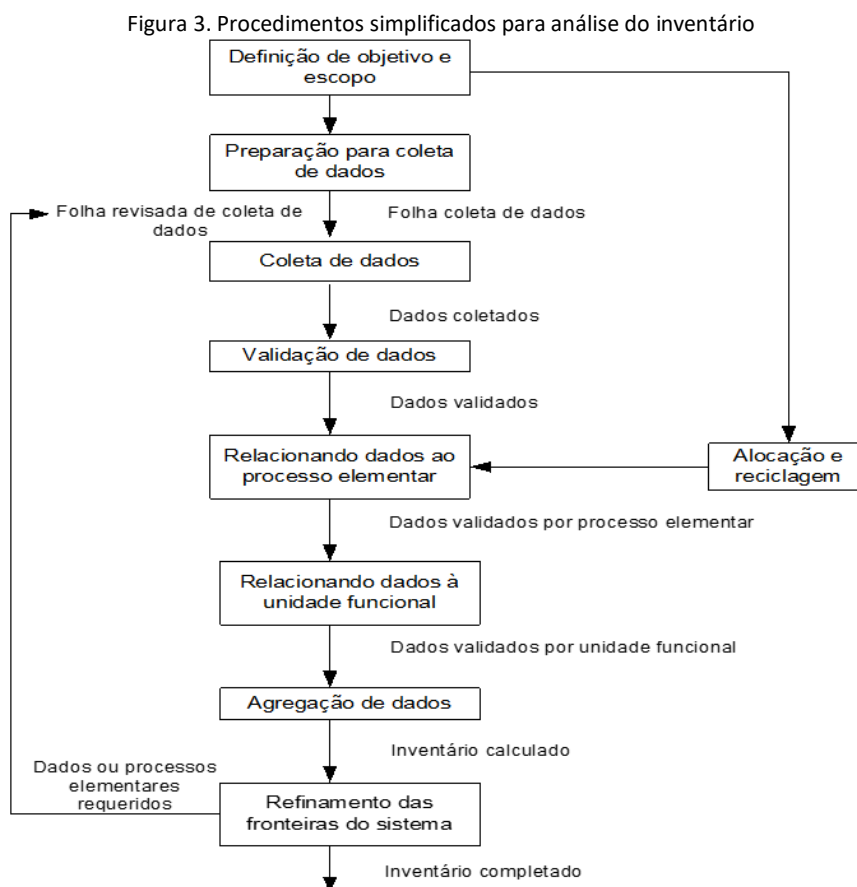 Figura 3. Procedimentos simplificados para análise do inventário
Definição de objetivo e
escopo
Preparação para coleta
de dados
Folha revisada de coleta de
dados
Folha coleta de dados
Coleta de dados
Dados coletados
Validação de dados
Dados validados
Relacionando dados ao
processo elementar
Alocação e
reciclagem
Dados validados por processo elementar
Relacionando dados à
unidade funcional
Dados validados por unidade funcional
Agregação de dados
Inventário calculado
Dados ou processos
elementares
requeridos
Refinamento das
fronteiras do sistema
Inventário completado